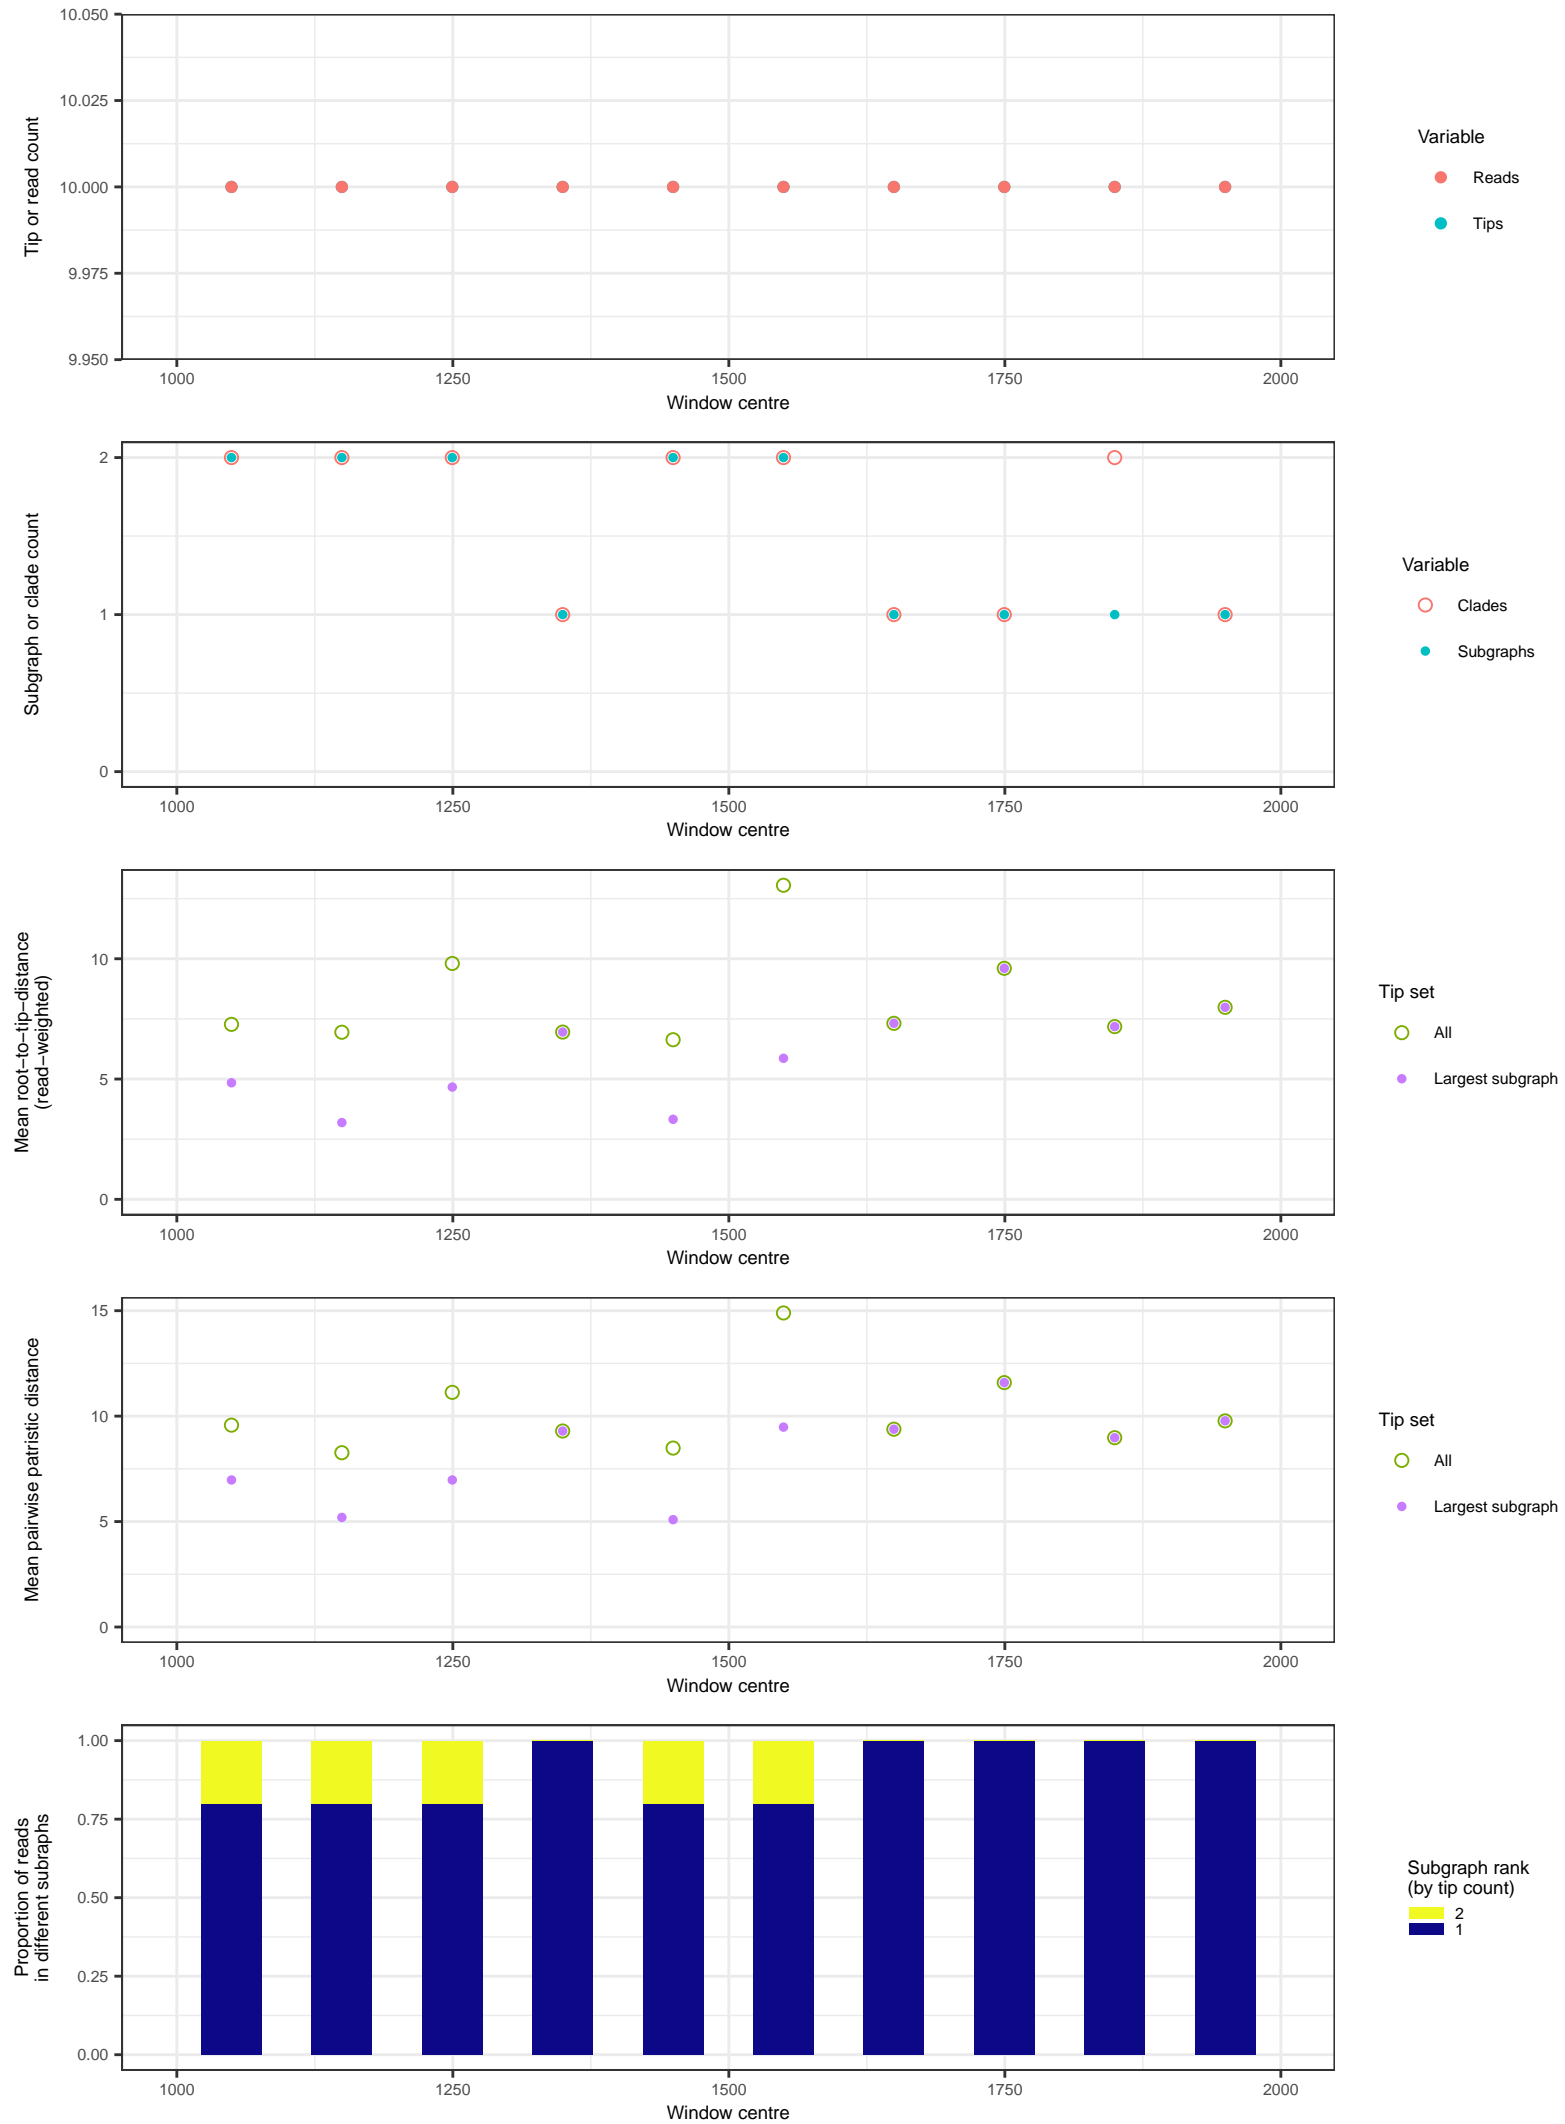 10.050
10.025
10.000
9.975
9.950
Tip or read count
1000 1250 1500 1750 2000
Window centre
Variable
Reads
Tips
2
1
0
Subgraph or clade count
1000 1250 1500 1750 2000
Window centre
Variable
Clades
Subgraphs
10
5
0
Mean root−to−tip−distance
(read−weighted)
1000 1250 1500 1750 2000
Window centre
Tip set
All
Largest subgraph
15
10
5
0
Mean pairwise patristic distance
1000 1250 1500 1750 2000
Window centre
Tip set
All
Largest subgraph
1.00
0.75
0.50
0.25
0.00
Proportion of reads
in different subraphs
1000 1250 1500 1750 2000
Window centre
Subgraph rank
(by tip count)
2
1